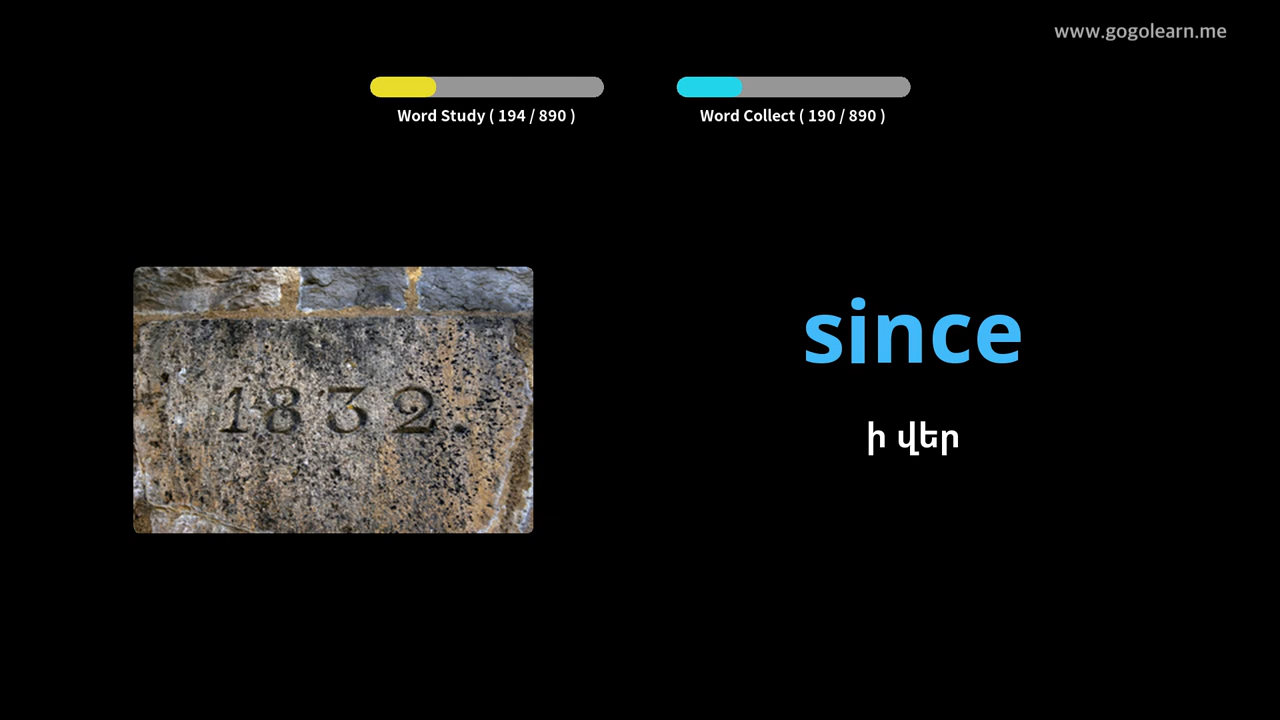 www.gogolearn.me
Word Study ( 194 / 890 )
Word Collect ( 190 / 890 )
1832.
since
ի վեր